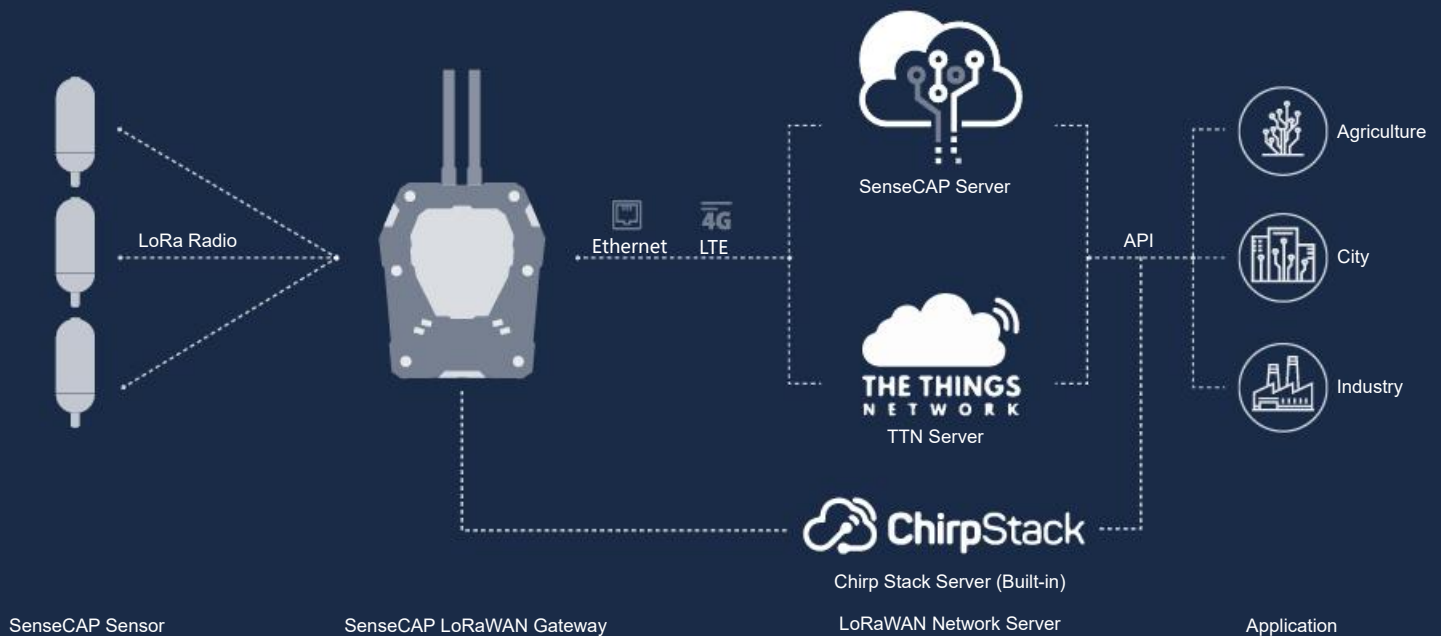 SenseCAP Server
Agriculture
LoRa Radio
4G
Ethernet
LTE
API
City
THE THINGS
NETWORK
TTN Server
Industry
ChirpStack
Chirp Stack Server (Built-in)
SenseCAP Sensor
SenseCAP LoRaWAN Gateway
LoRaWAN Network Server
Application